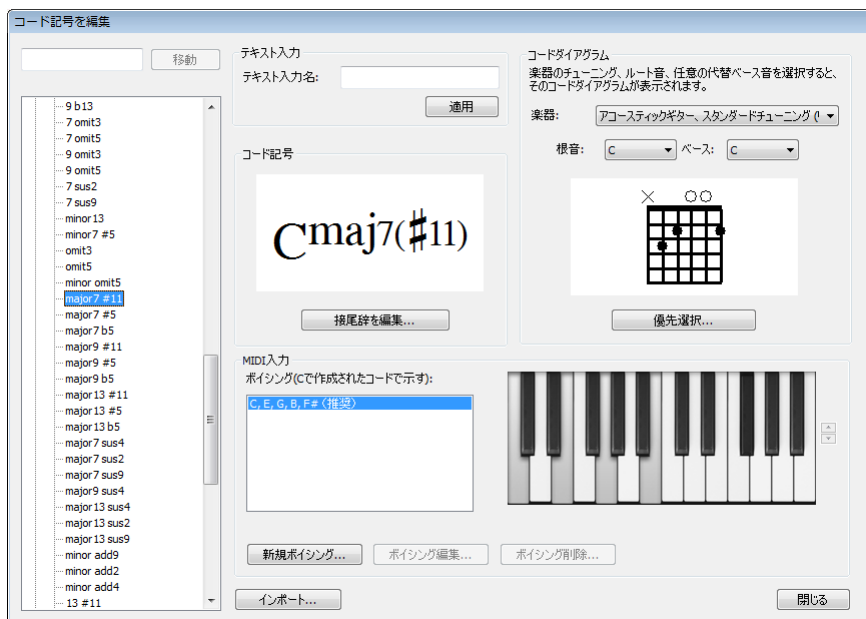 コード記号を編集
移動
9 b13
7 omit3
7 omit5
9 omit3
9 omit5
7 sus2
7 sus9
minor13
minor7 #5
omit3
omit5
minor omit5
major7 #11
major7 #5
major7 b5
major9 #11
major9 #5
major9 b5
major13 #11
major13 #5
major13 b5
major7 sus4
major7 sus2
major7 sus9
major9 sus4
major13 sus4
major13 sus2
major13 sus9
minor add9
minor add2
minor add4
13 #11
テキスト入力
テキスト入力名:
適用
コード記号
Cmaj7(♯11)
接尾辞を編集...
コードダイアグラム
楽器のチューニング、ルート音、任意の代替ベース音を選択すると、
そのコードダイアグラムが表示されます。
楽器: アコースティックギター、スタンダードチューニング (
根音: C ベース: C
X OO
優先選択...
MIDI入力
ボイシング(Cで作成されたコードで示す):
C, E, G, B, F# (推奨)
新規ボイシング... ボイシング編集... ボイシング削除...
インポート... 閉じる